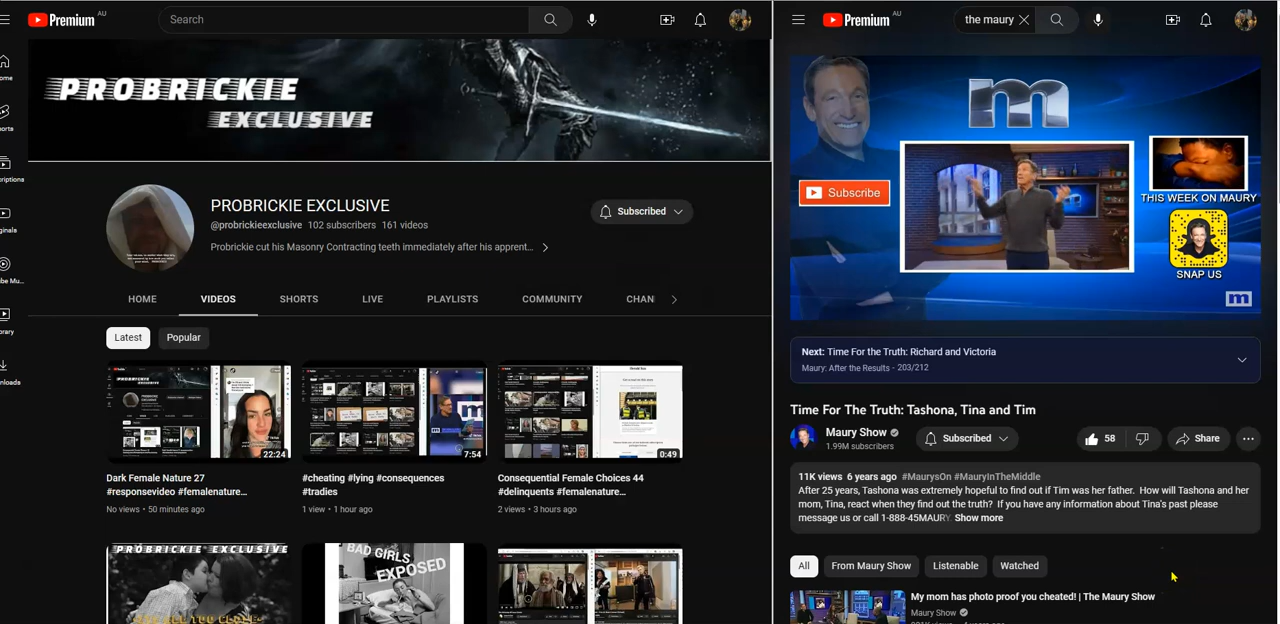 Premium AU
Search
PROBRICKIE
EXCLUSIVE
PROBRICKIE EXCLUSIVE
@probrickieexclusive 102 subscribers 161 videos
Probrickie cut his Masonry Contracting teeth immediately after his apprent...
Subscribed
HOME VIDEOS SHORTS LIVE PLAYLISTS COMMUNITY CHAN
Latest Popular
22:24
7:54
0:49
Dark Female Nature 27
#responsevideo #femalenature...
No views • 50 minutes ago
#cheating #lying #consequences
#tradies
1 view • 1 hour ago
Consequential Female Choices 44
#delinquents #femalenature...
2 views • 3 hours ago
PROBRICKIE EXCLUSIVE
BAD GIRLS
EXPOSED
Premium AU
the maury
m
Subscribe
THIS WEEK ON MAURY
SNAP US
m
Next: Time For the Truth: Richard and Victoria
Maury: After the Results - 203/212
Time For The Truth: Tashona, Tina and Tim
Maury Show
1.99M subscribers
Subscribed
58
Share
11K views 6 years ago #MaurysOn #MauryInTheMiddle
After 25 years, Tashona was extremely hopeful to find out if Tim was her father. How will Tashona and her
mom, Tina, react when they find out the truth? If you have any information about Tina's past please
message us or call 1-888-45MAURY. Show more
All From Maury Show Listenable Watched
My mom has photo proof you cheated! | The Maury Show
Maury Show